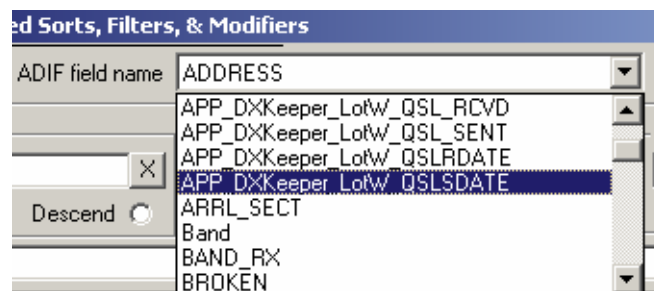 ed Sorts, Filters, & Modifiers
ADIF field name ADDRESS
APP_DXKeeper_LotW_QSL_RCVD
APP_DXKeeper_LotW_QSL_SENT
APP_DXKeeper_LotW_QSLRDATE
X APP_DXKeeper_LotW_QSLSDATE
Descend ARRL_SECT
Band
BAND_RX
BROKEN